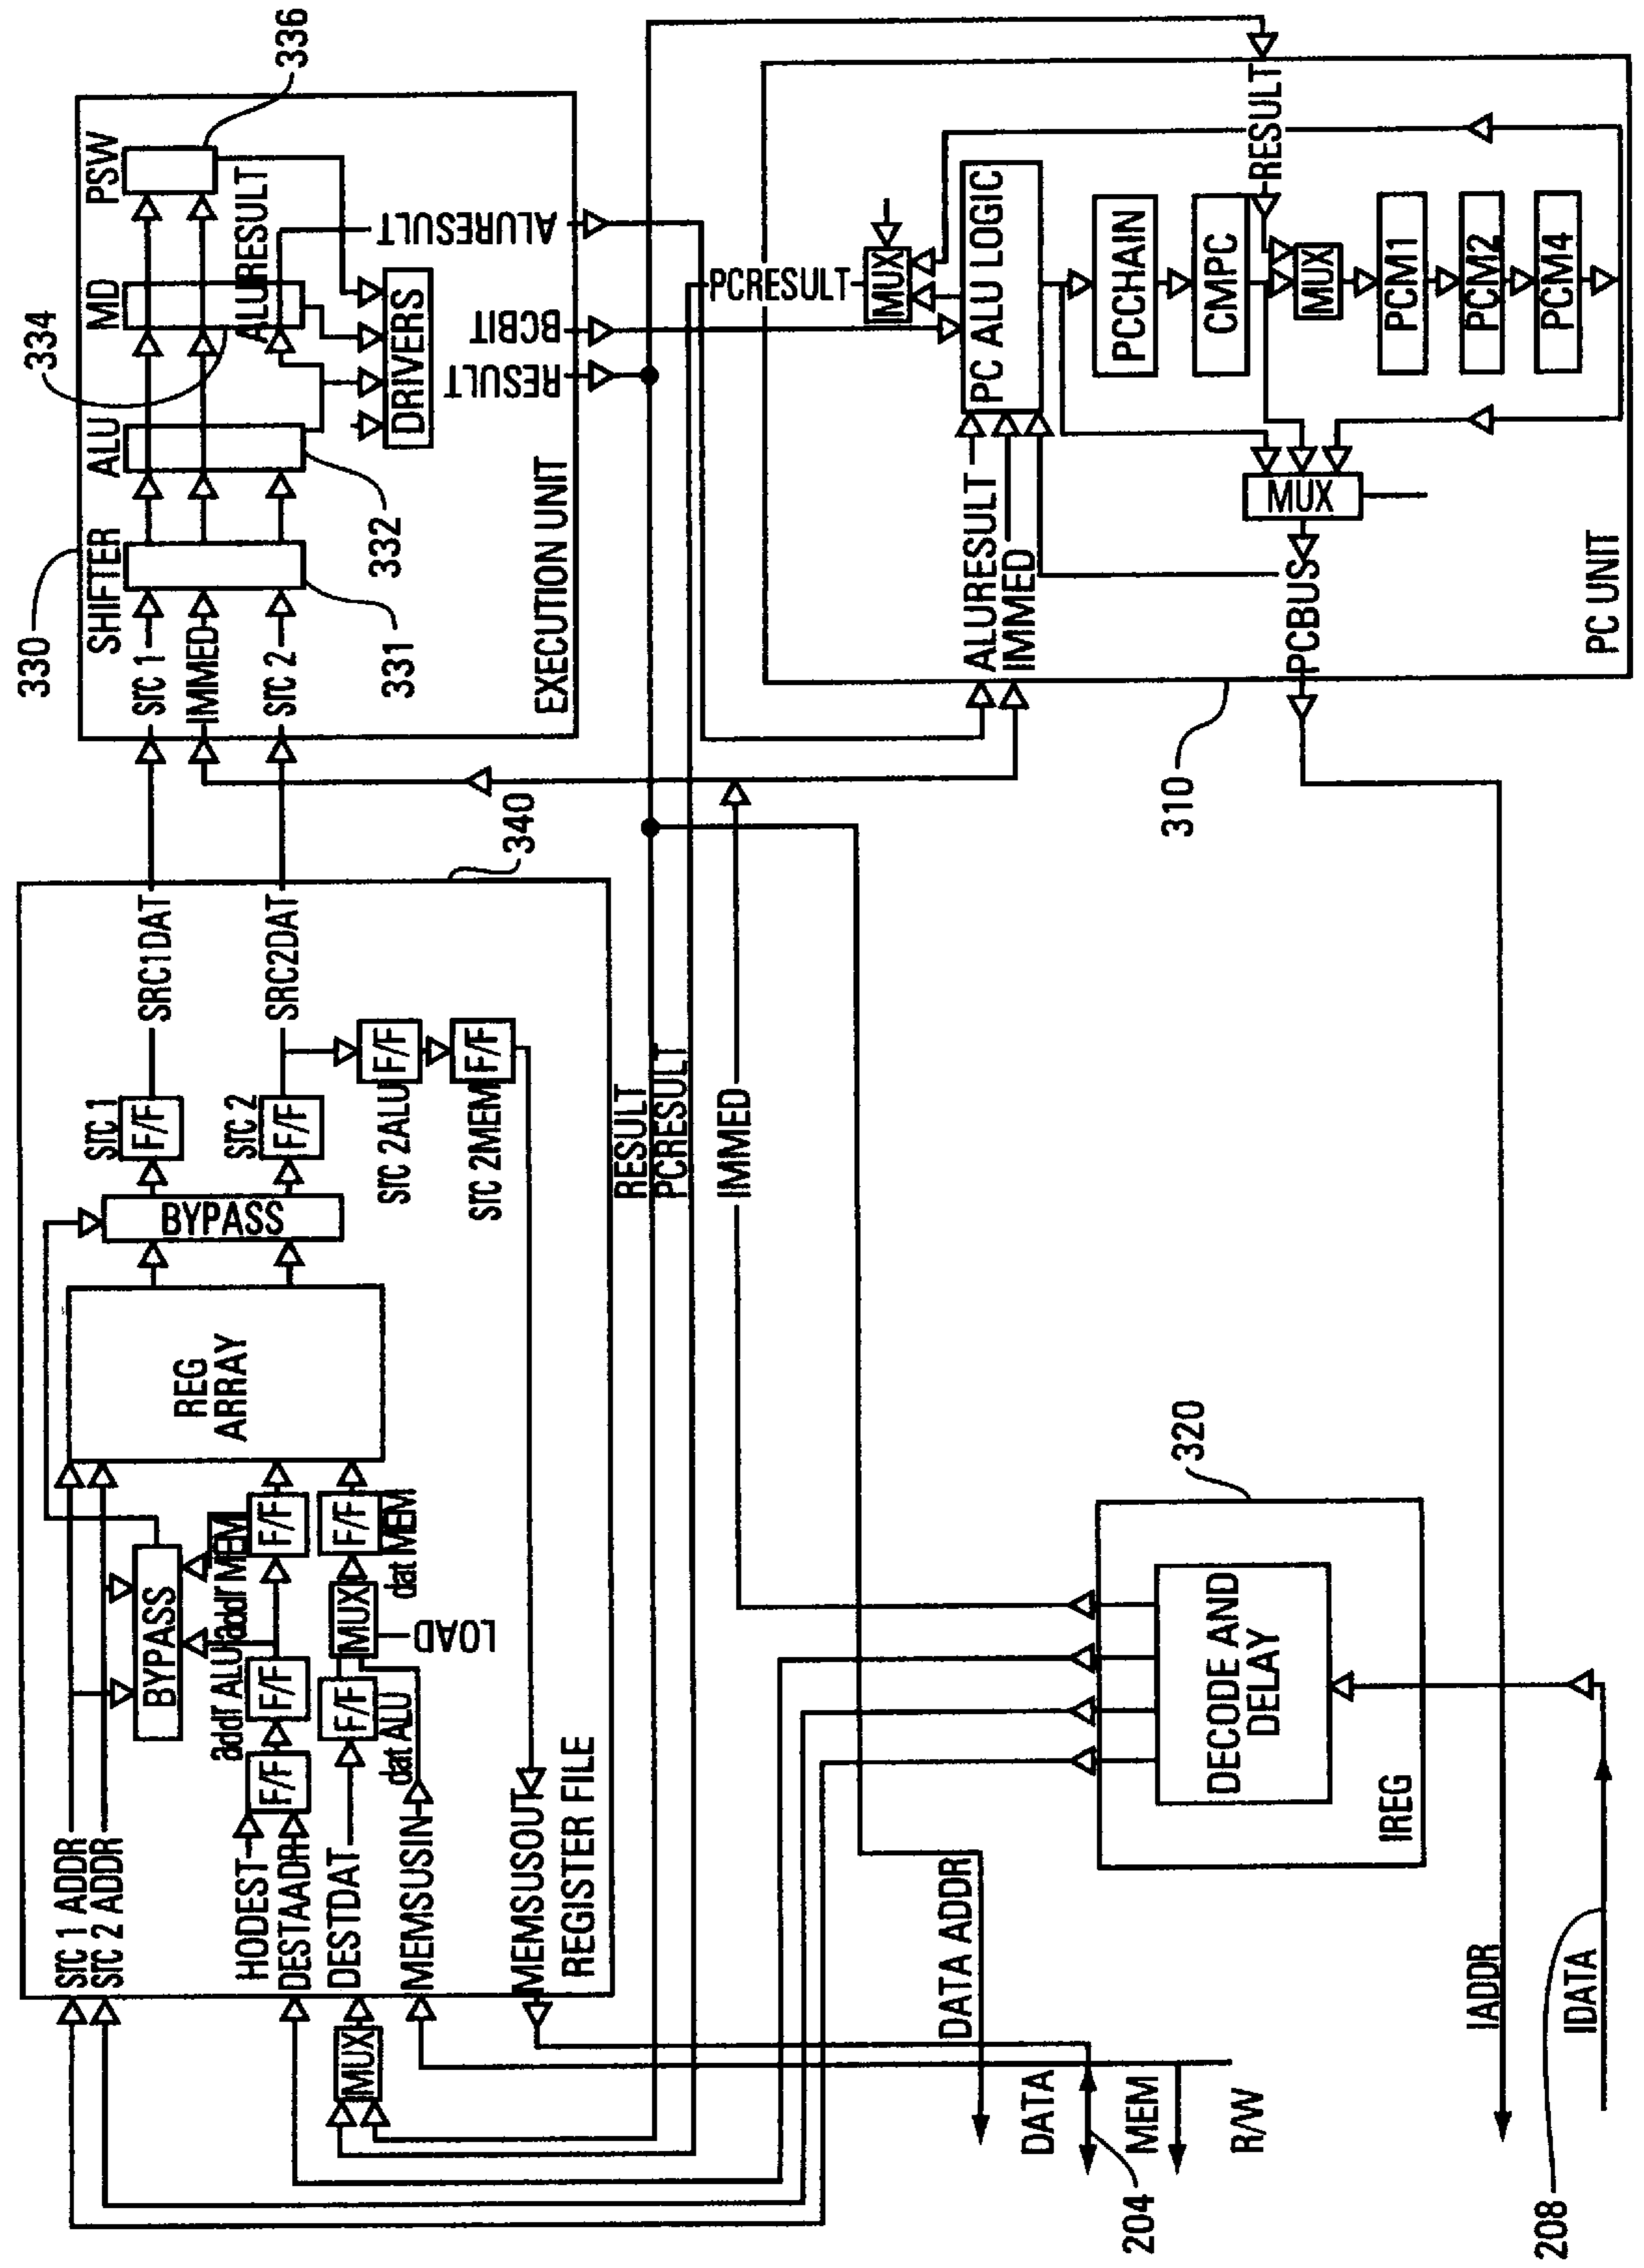 SrC 1 ADDR
SrC 2 ADDR
HODEST
DESTAADR
DESTDAT
MEMSUSIN
MEMSUSOUT
REGISTER FILE
MUX
F/F
addr ALU
F/F
addr MEM
F/F
BYPASS
F/F
dat ALU
MUX
LOAD
F/F
dat MEM
REG
ARRAY
BYPASS
SrC 1
F/F
SrC 2
F/F
SrC 2ALU
F/F
SrC 2MEM
F/F
SRC1DAT
SRC2DAT
340
330
SrC 1
IMMED
SrC 2
SHIFTER
331
ALU
332
334
MD
PSW
336
ALURESULT
DRIVERS
ALURESULT
BCBIT
RESULT
EXECUTION UNIT
RESULT
PCRESULT
IMMED
PCRESULT
MUX
ALURESULT
IMMED
PC ALU LOGIC
PCCHAIN
CMPC
RESULT
MUX
PCM1
PCM2
PCM4
MUX
PCBUS
PC UNIT
310
320
DECODE AND
DELAY
IREG
DATA ADDR
DATA
204
MEM
R/W
IADDR
IDATA
208